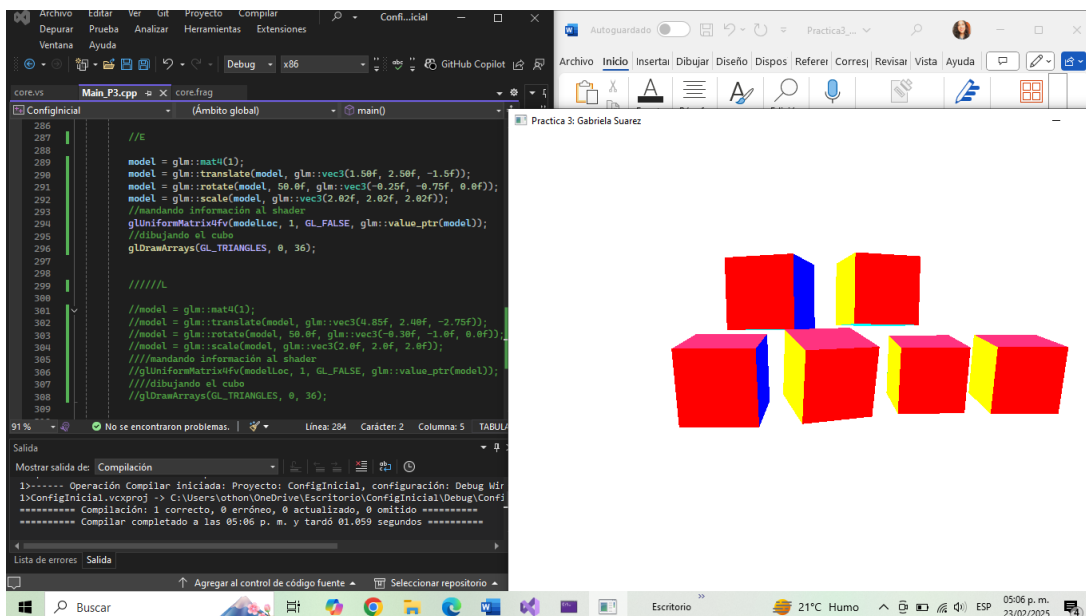 Archivo Editar Ver Git Proyecto Compilar
Confi...icial
Depurar Prueba Analizar Herramientas Extensiones
Ventana Ayuda
Debug x86 GitHub Copilot
core.vs Main_P3.cpp core.frag
ConfigInicial (Ámbito global) main()
286
287 //E
288
289 model = glm::mat4(1);
290 model = glm::translate(model, glm::vec3(1.50f, 2.50f, -1.5f));
291 model = glm::rotate(model, 50.0f, glm::vec3(-0.25f, -0.75f, 0.0f));
292 model = glm::scale(model, glm::vec3(2.02f, 2.02f, 2.02f));
293 //mandando información al shader
294 glUniformMatrix4fv(modelLoc, 1, GL_FALSE, glm::value_ptr(model));
295 //dibujando el cubo
296 glDrawArrays(GL_TRIANGLES, 0, 36);
297
298
299 //////L
300
301 //model = glm::mat4(1);
302 //model = glm::translate(model, glm::vec3(4.85f, 2.40f, -2.75f));
303 //model = glm::rotate(model, 50.0f, glm::vec3(-0.30f, -1.0f, 0.0f));
304 //model = glm::scale(model, glm::vec3(2.0f, 2.0f, 2.0f));
305 ////mandando información al shader
306 //glUniformMatrix4fv(modelLoc, 1, GL_FALSE, glm::value_ptr(model));
307 ////dibujando el cubo
308 //glDrawArrays(GL_TRIANGLES, 0, 36);
309
91 % No se encontraron problemas. Línea: 284 Carácter: 2 Columna: 5 TABULA
Salida
Mostrar salida de: Compilación
1>------ Operación Compilar iniciada: Proyecto: ConfigInicial, configuración: Debug Win
1>ConfigInicial.vcxproj -> C:\Users\othon\OneDrive\Escritorio\ConfigInicial\Debug\Confi
========== Compilación: 1 correcto, 0 erróneo, 0 actualizado, 0 omitido ==========
========== Compilar completado a las 05:06 p. m. y tardó 01.059 segundos ==========
Lista de errores Salida
Agregar al control de código fuente Seleccionar repositorio
Autoguardado Practica3_...
Archivo Inicio Insertar Dibujar Diseño Dispos Referer Corresp Revisar Vista Ayuda
Practica 3: Gabriela Suarez
Buscar
Escritorio
21°C Humo
ESP
05:06 p. m.
23/02/2025